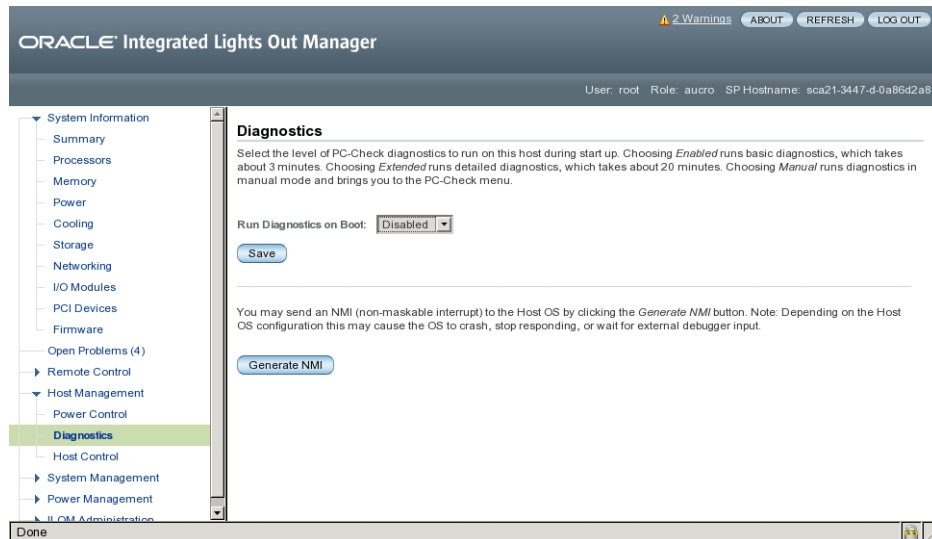 2 Warnings ABOUT REFRESH LOG OUT
ORACLE® Integrated Lights Out Manager
User: root Role: aucro SP Hostname: sca21-3447-d-0a86d2a8
System Information
Summary
Processors
Memory
Power
Cooling
Storage
Networking
I/O Modules
PCI Devices
Firmware
Open Problems (4)
Remote Control
Host Management
Power Control
Diagnostics
Host Control
System Management
Power Management
ILOM Administration
Diagnostics
Select the level of PC-Check diagnostics to run on this host during start up. Choosing Enabled runs basic diagnostics, which takes
about 3 minutes. Choosing Extended runs detailed diagnostics, which takes about 20 minutes. Choosing Manual runs diagnostics in
manual mode and brings you to the PC-Check menu.
Run Diagnostics on Boot: Disabled
Save
You may send an NMI (non-maskable interrupt) to the Host OS by clicking the Generate NMI button. Note: Depending on the Host
OS configuration this may cause the OS to crash, stop responding, or wait for external debugger input.
Generate NMI
Done